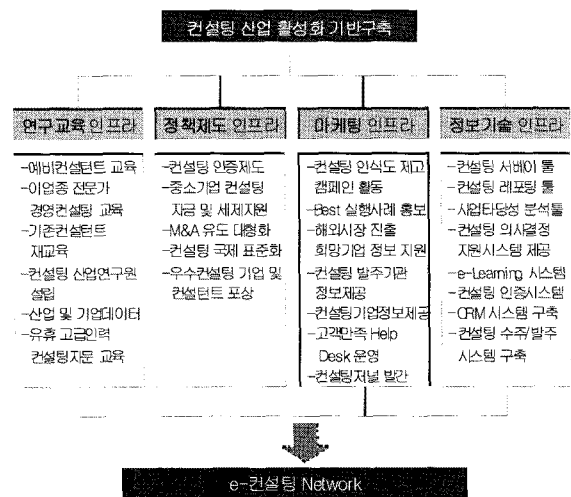 컨설팅 산업 활성화 기반구축
연구교육 인프라
-예비컨설턴트 교육
-이업종 전문가
경영컨설팅 교육
-기존컨설턴트
재교육
-컨설팅 산업연구원
설립
-산업 및 기업데이터
-유휴 고급인력
컨설팅자문 교육
정책제도 인프라
-컨설팅 인증제도
-중소기업 컨설팅
자금 및 세제지원
-M&A 유도 대형화
-컨설팅 국제 표준화
-우수컨설팅 기업 및
컨설턴트 포상
마케팅 인프라
-컨설팅 인식도 제고
캠페인 활동
-Best 실행사례 홍보
-해외시장 진출
희망기업 정보 지원
-컨설팅 발주기관
정보제공
-컨설팅기업정보제공
-고객만족 Help
Desk 운영
-컨설팅저널 발간
정보기술 인프라
-컨설팅 서베이 툴
-컨설팅 레포팅 툴
-사업타당성 분석툴
-컨설팅 의사결정
지원시스템 제공
-e-Learning 시스템
-컨설팅 인증시스템
-CRM 시스템 구축
-컨설팅 수주/발주
시스템 구축
e-컨설팅 Network